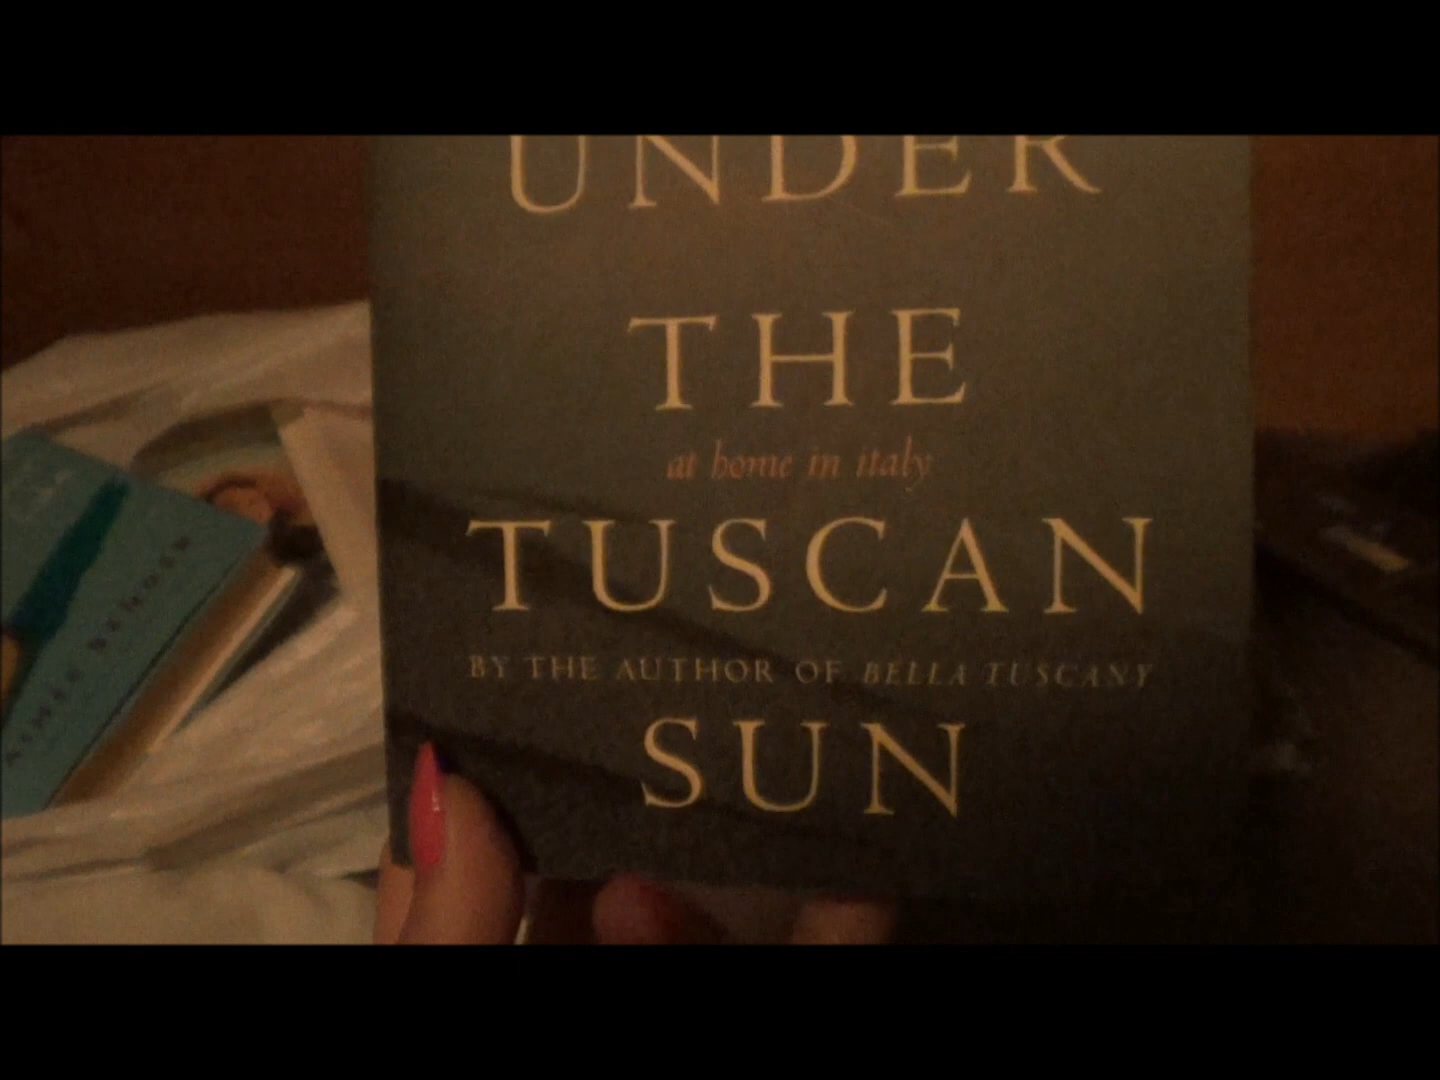 UNDER
THE
at home in italy
TUSCAN
BY THE AUTHOR OF BELLA TUSCANY
SUN